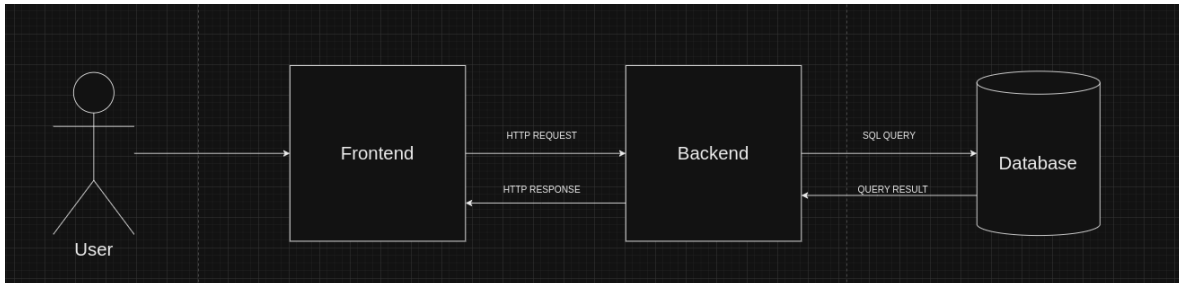 User
Frontend
HTTP REQUEST
HTTP RESPONSE
Backend
SQL QUERY
QUERY RESULT
Database